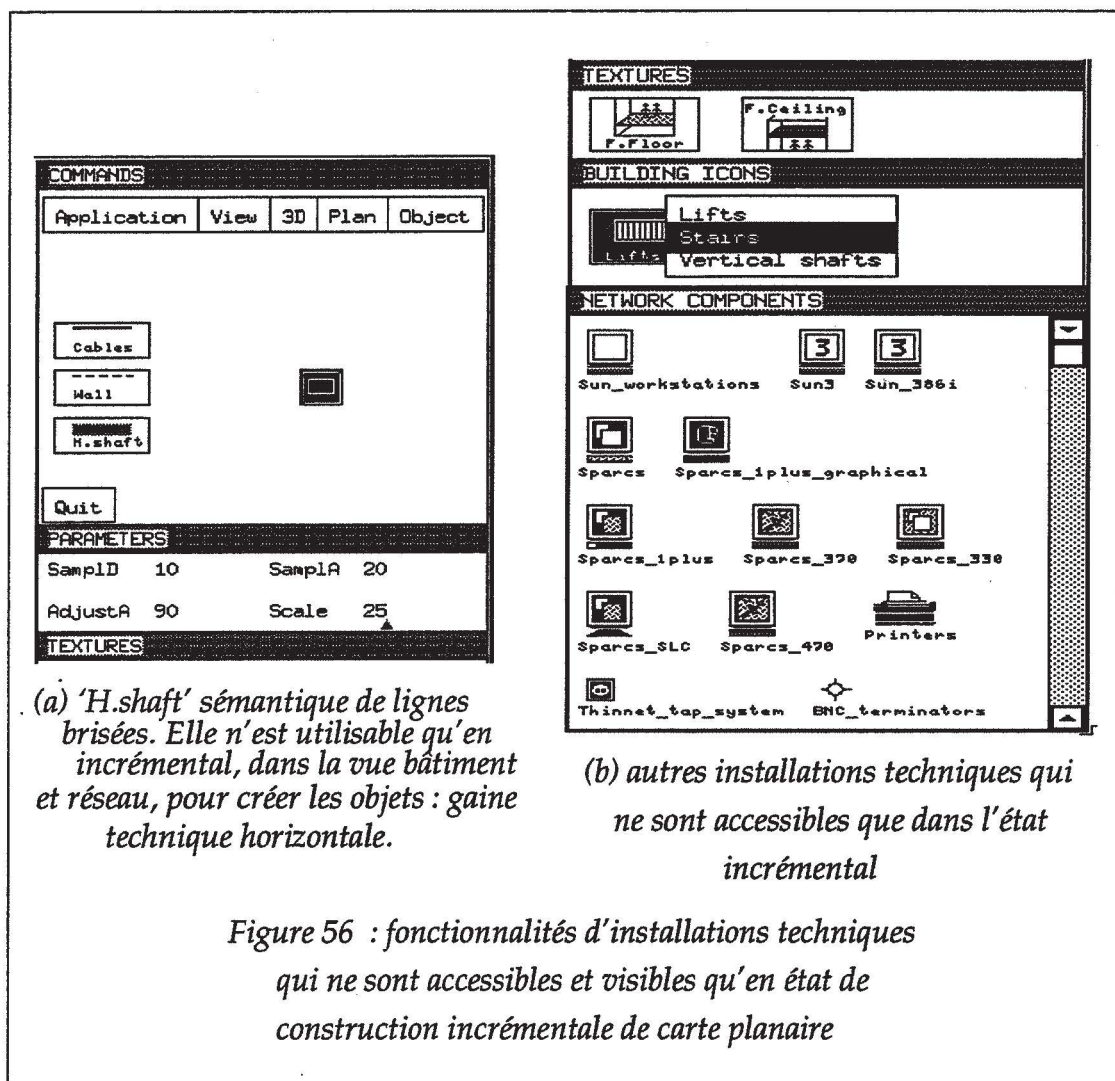 COMMANDS
Application View 3D Plan Object
Cables
Wall
H.shaft
Quit
PARAMETERS
SamplD 10 SamplA 20
AdjustA 90 Scale 25
TEXTURES
(a) ‘H.shaft’ sémantique de lignes
brisées. Elle n’est utilisable qu’en
incrémental, dans la vue bâtiment
et réseau, pour créer les objets : gaine
technique horizontale.
TEXTURES
F.Floor
F.Ceiling
BUILDING ICONS
Lifts
Lifts
Stairs
Vertical shafts
NETWORK COMPONENTS
Sun_workstations Sun3 Sun_386i
Sparcs Sparcs_1plus_graphical
Sparcs_1plus Sparcs_370 Sparcs_330
Sparcs_SLC Sparcs_470 Printers
Thinnet_tap_system BNC_terminators
(b) autres installations techniques qui
ne sont accessibles que dans l’état
incrémental
Figure 56 : fonctionnalités d’installations techniques
qui ne sont accessibles et visibles qu’en état de
construction incrémentale de carte planaire